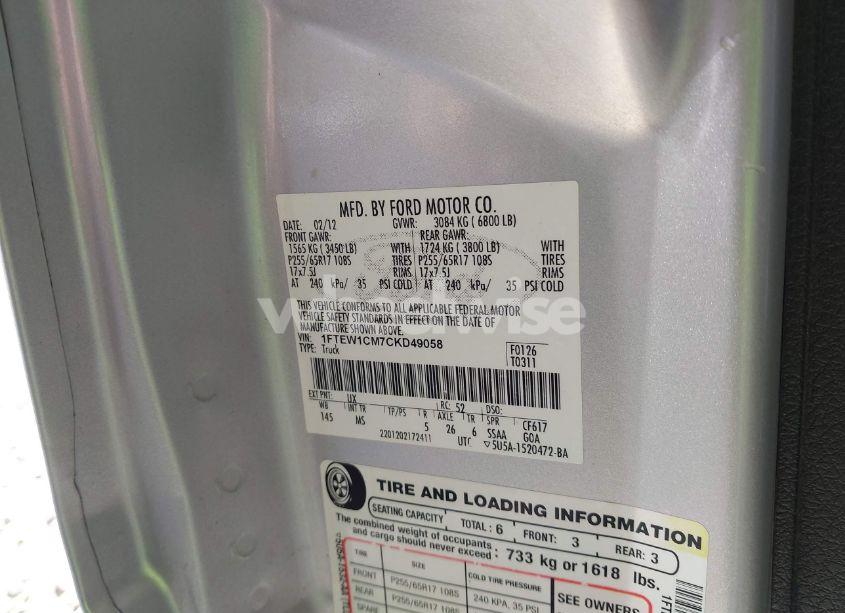 MFD. BY FORD MOTOR CO.
DATE: 02/12 GVWR: 3084 KG ( 6800 LB)
FRONT GAWR: REAR GAWR:
1565 KG ( 3450 LB) WITH 1724 KG ( 3800 LB) WITH
P255/65R17 108S TIRES P255/65R17 108S TIRES
17x7.5J RIMS 17x7.5J RIMS
AT 240 kPa/ 35 PSI COLD AT 240 kPa/ 35 PSI COLD
THIS VEHICLE CONFORMS TO ALL APPLICABLE FEDERAL MOTOR
VEHICLE SAFETY STANDARDS IN EFFECT ON THE DATE OF
MANUFACTURE SHOWN ABOVE.
VIN: 1FTEW1CM7CKD49058 F0126
TYPE: Truck T0311
EXT PNT: UX RC: 52 DSO:
WB INT TR TP/PS R AXLE TR SPR CF617
145 MS 5 26 6 SSAA GOA
2201202172411 UTC ▽5U5A-1520472-BA
wheelwise
TIRE AND LOADING INFORMATION
SEATING CAPACITY TOTAL: 6 FRONT: 3 REAR: 3
The combined weight of occupants
and cargo should never exceed : 733 kg or 1618 lbs.
TIRE SIZE COLD TIRE PRESSURE SEE OWNERS
FRONT P255/65R17 108S 240 KPA, 35 PSI
REAR P255/65R17 108S
SPARE
1FT